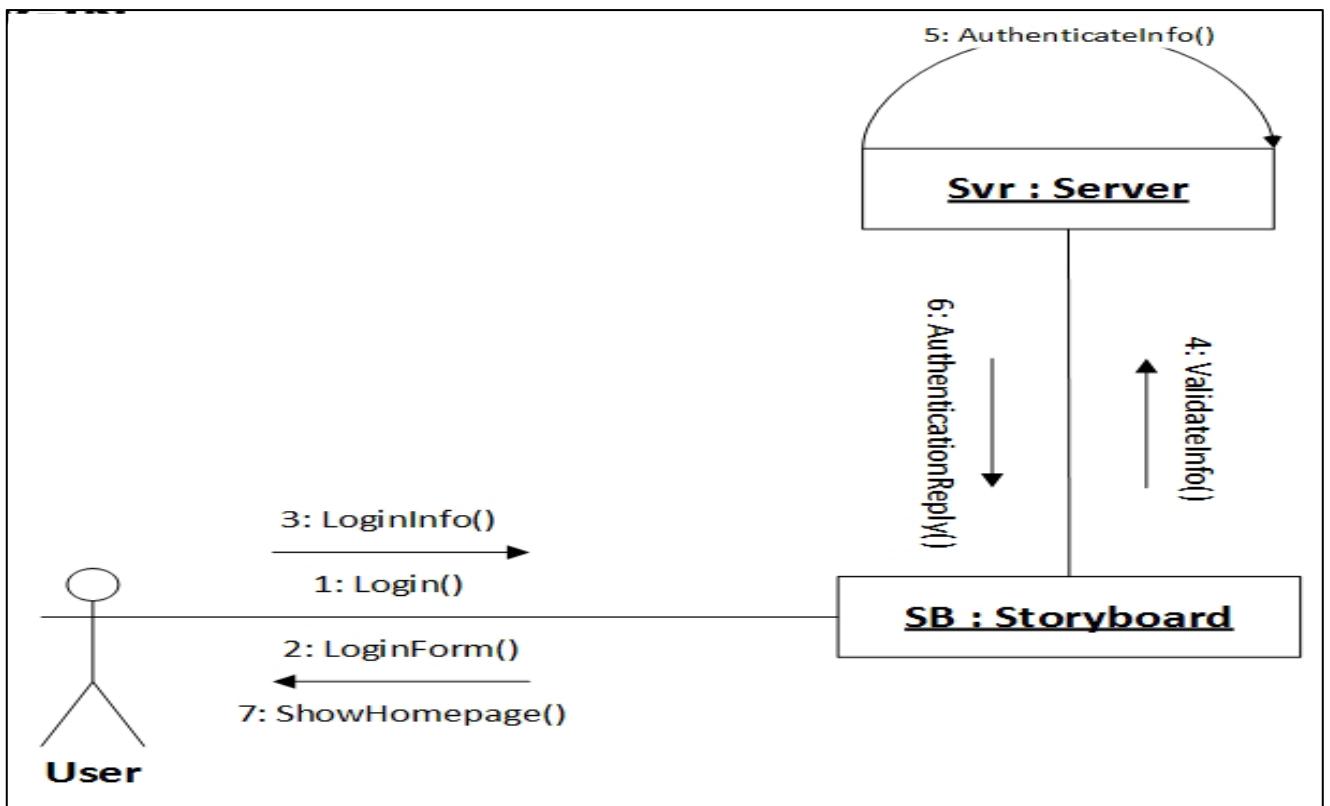 5: AuthenticateInfo()
Svr : Server
6: AuthenticationReply()
4: ValidateInfo()
3: LoginInfo()
1: Login()
SB : Storyboard
2: LoginForm()
7: ShowHomepage()
User